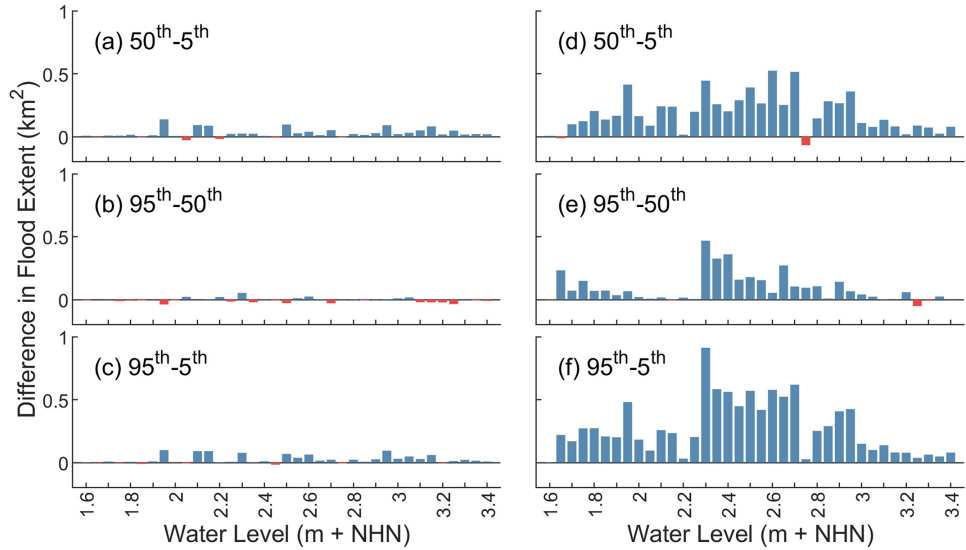 Difference in Flood Extent (km²)
1
0.5
0
(a) 50th-5th
(d) 50th-5th
1
0.5
0
(b) 95th-50th
(e) 95th-50th
1
0.5
0
(c) 95th-5th
(f) 95th-5th
1.6 1.8 2 2.2 2.4 2.6 2.8 3 3.2 3.4
1.6 1.8 2 2.2 2.4 2.6 2.8 3 3.2 3.4
Water Level (m + NHN)
Water Level (m + NHN)